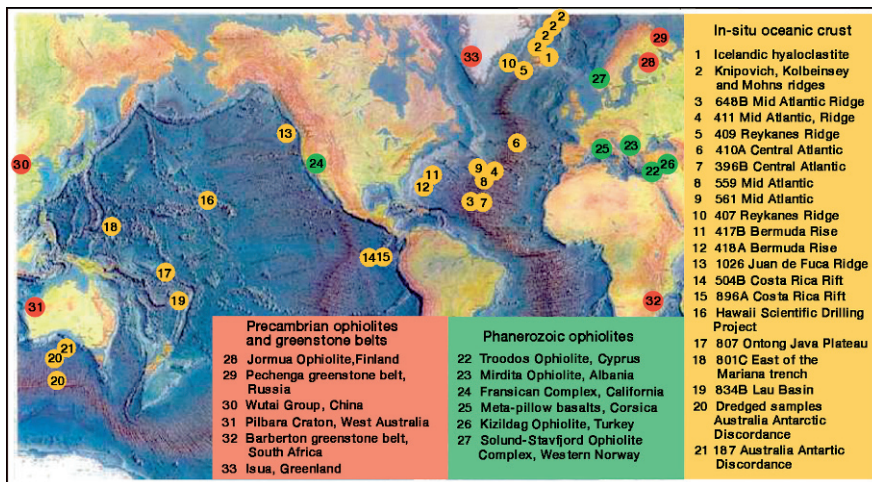 In-situ oceanic crust
1 Icelandic hyaloclastite
2 Knipovich, Kolbeinsey
and Mohns ridges
3 648B Mid Atlantic Ridge
4 411 Mid Atlantic, Ridge
5 409 Reykanes Ridge
6 410A Central Atlantic
7 396B Central Atlantic
8 559 Mid Atlantic
9 561 Mid Atlantic
10 407 Reykanes Ridge
11 417B Bermuda Rise
12 418A Bermuda Rise
13 1026 Juan de Fuca Ridge
14 504B Costa Rica Rift
15 896A Costa Rica Rift
16 Hawaii Scientific Drilling
Project
17 807 Ontong Java Plateau
18 801C East of the
Mariana trench
19 834B Lau Basin
20 Dredged samples
Australia Antarctic
Discordance
21 187 Australia Antartic
Discordance
Precambrian ophiolites
and greenstone belts
28 Jormua Ophiolite,Finland
29 Pechenga greenstone belt,
Russia
30 Wutai Group, China
31 Pilbara Craton, West Australia
32 Barberton greenstone belt,
South Africa
33 Isua, Greenland
Phanerozoic ophiolites
22 Troodos Ophiolite, Cyprus
23 Mirdita Ophiolite, Albania
24 Fransican Complex, California
25 Meta-pillow basalts, Corsica
26 Kizildag Ophiolite, Turkey
27 Solund-Stavfjord Ophiolite
Complex, Western Norway
2
2
2
2
1
33
10
5
29
28
27
13
24
30
6
25
23
22
26
9
4
8
11
12
3
7
16
18
17
19
14
15
31
32
21
20
20